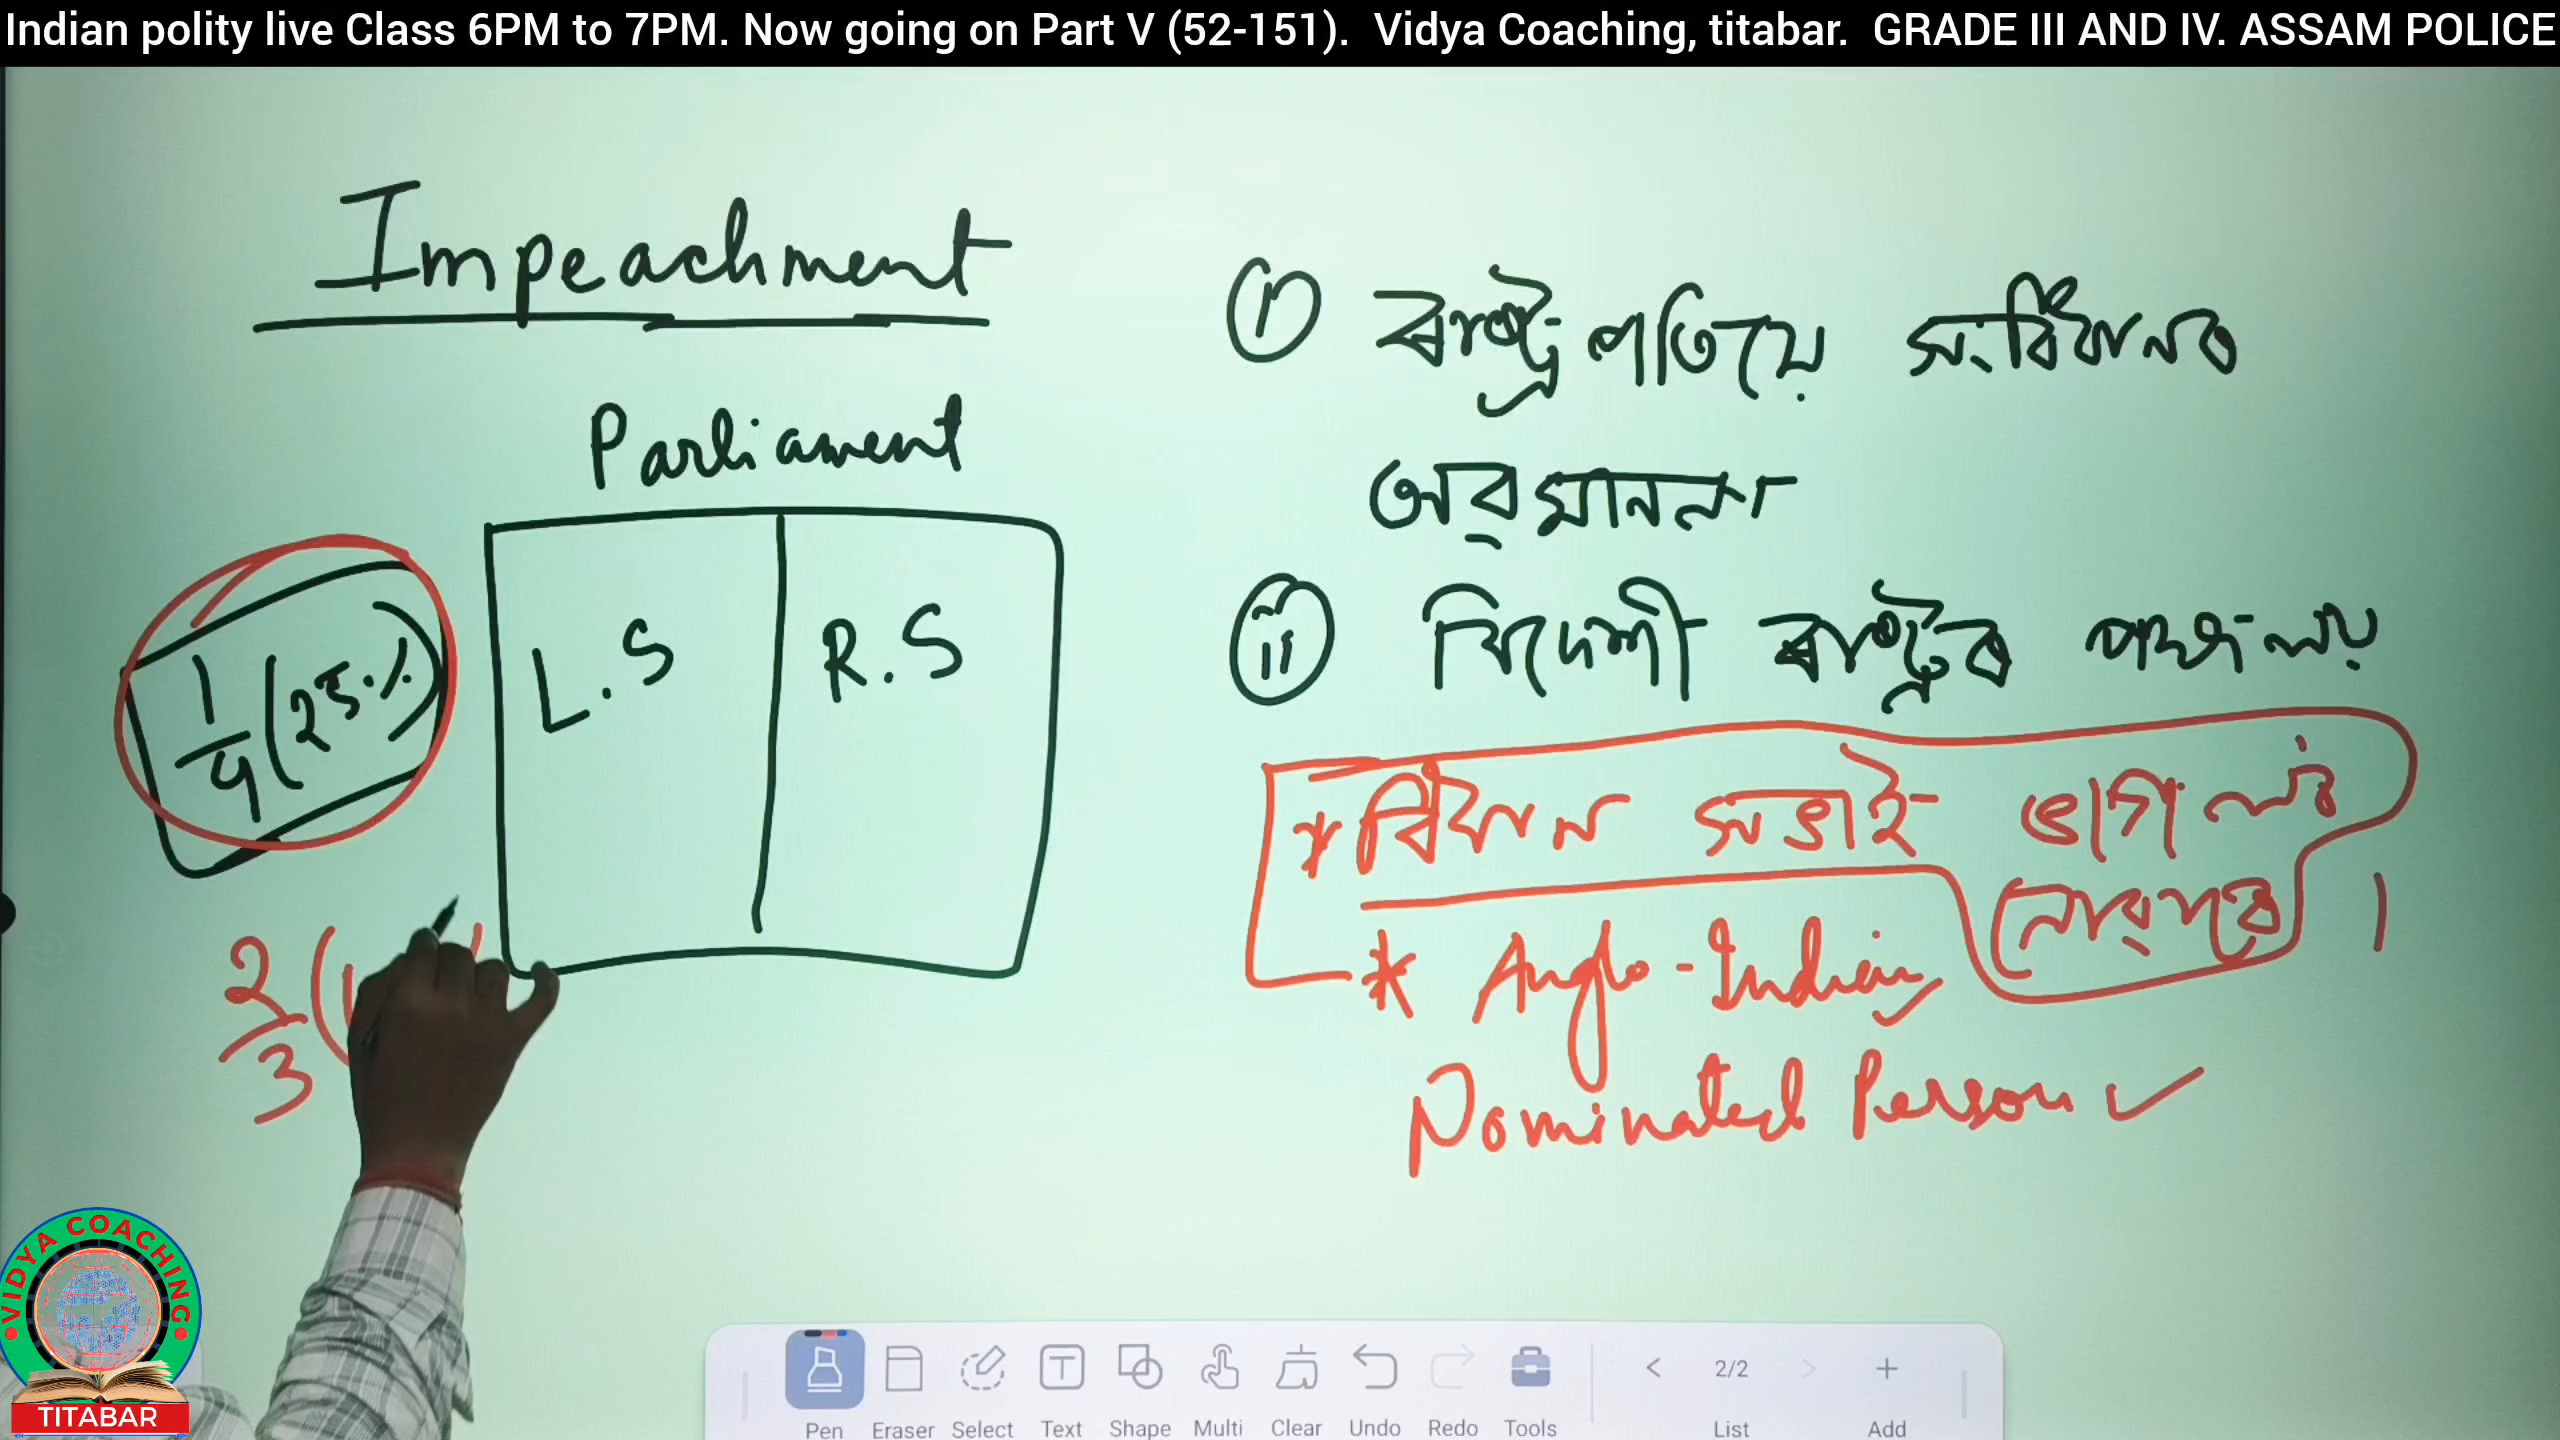 Indian polity live Class 6PM to 7PM. Now going on Part V (52-151). Vidya Coaching, titabar. GRADE III AND IV. ASSAM POLICE
Impeachment
Parliament
L.S
R.S
1/4 (25%)
2/3 (
i ৰাষ্ট্ৰপতিয়ে সংবিধানৰ
অৱমাননা
ii বিদেশী ৰাষ্ট্ৰৰ
* বিধান সভাই ভাগ ল'ব
নোৱাৰে ।
* Anglo-Indian
Nominated Person ✓
VIDYA COACHING
TITABAR
Pen Eraser Select Text Shape Multi Clear Undo Redo Tools < 2/2 > List + Add